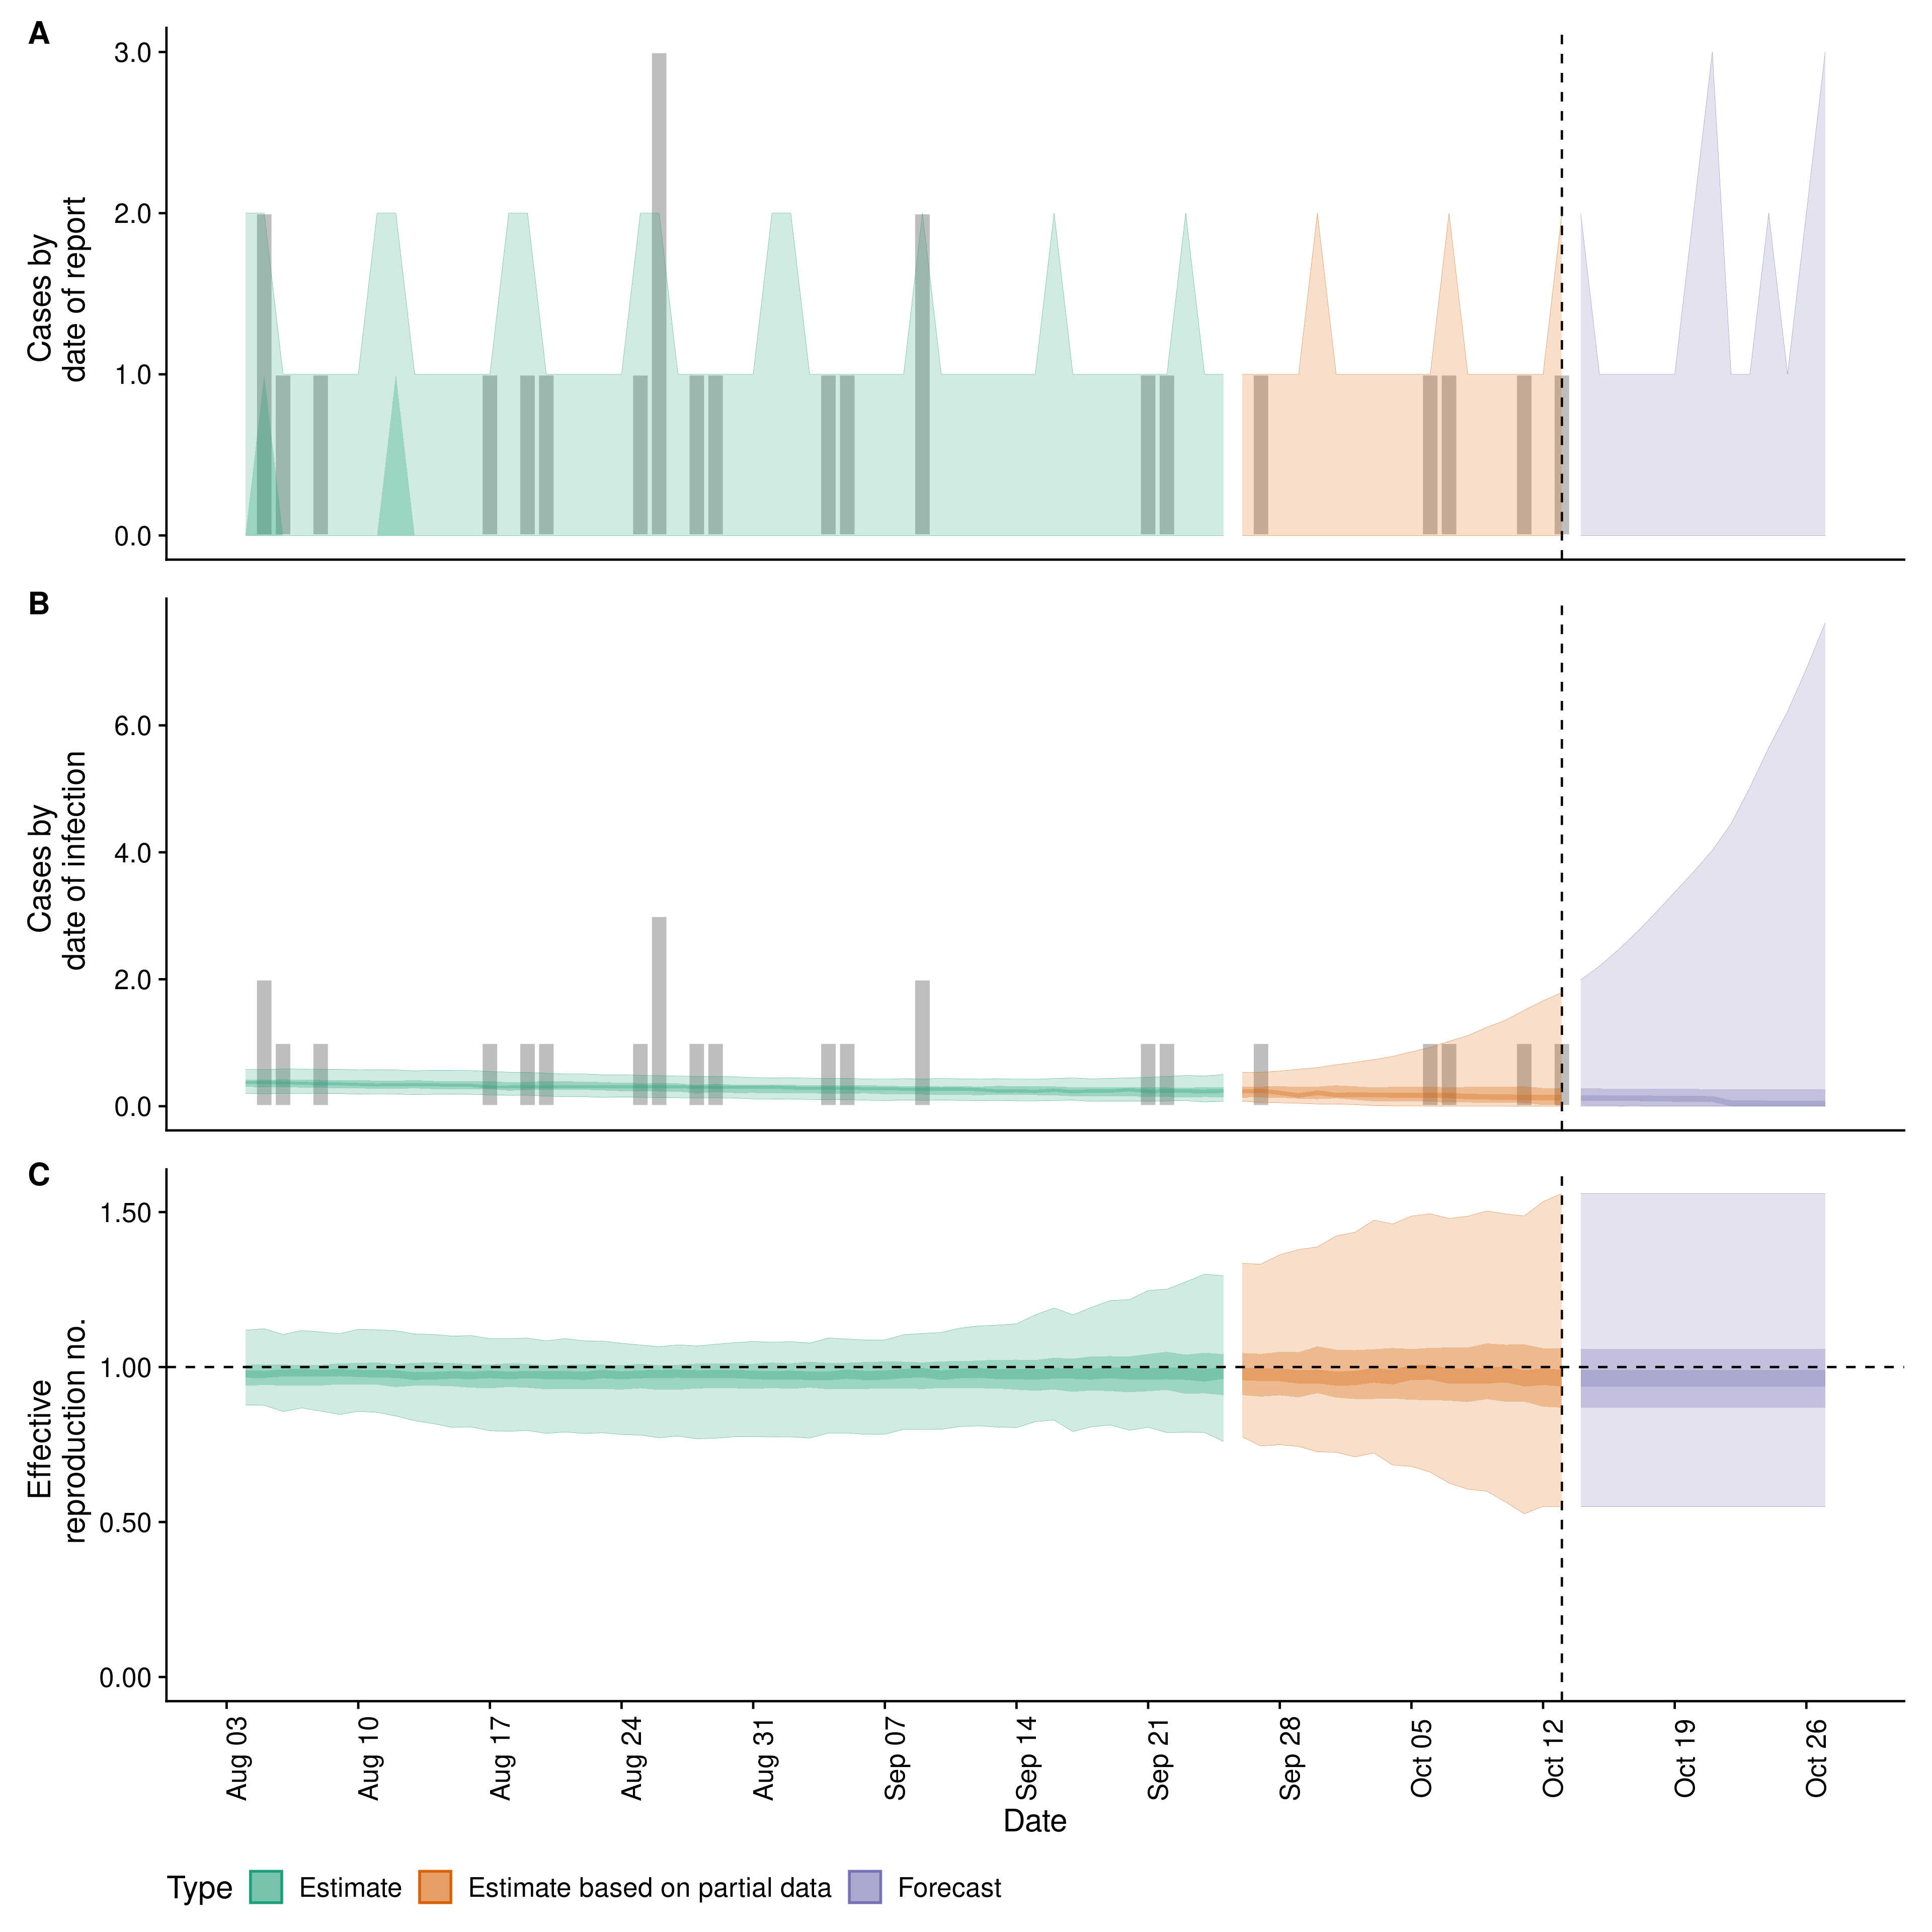 A
Cases by
date of report
3.0
2.0
1.0
0.0
B
Cases by
date of infection
6.0
4.0
2.0
0.0
C
Effective
reproduction no.
1.50
1.00
0.50
0.00
Aug 03
Aug 10
Aug 17
Aug 24
Aug 31
Sep 07
Sep 14
Sep 21
Sep 28
Oct 05
Oct 12
Oct 19
Oct 26
Date
Type Estimate Estimate based on partial data Forecast